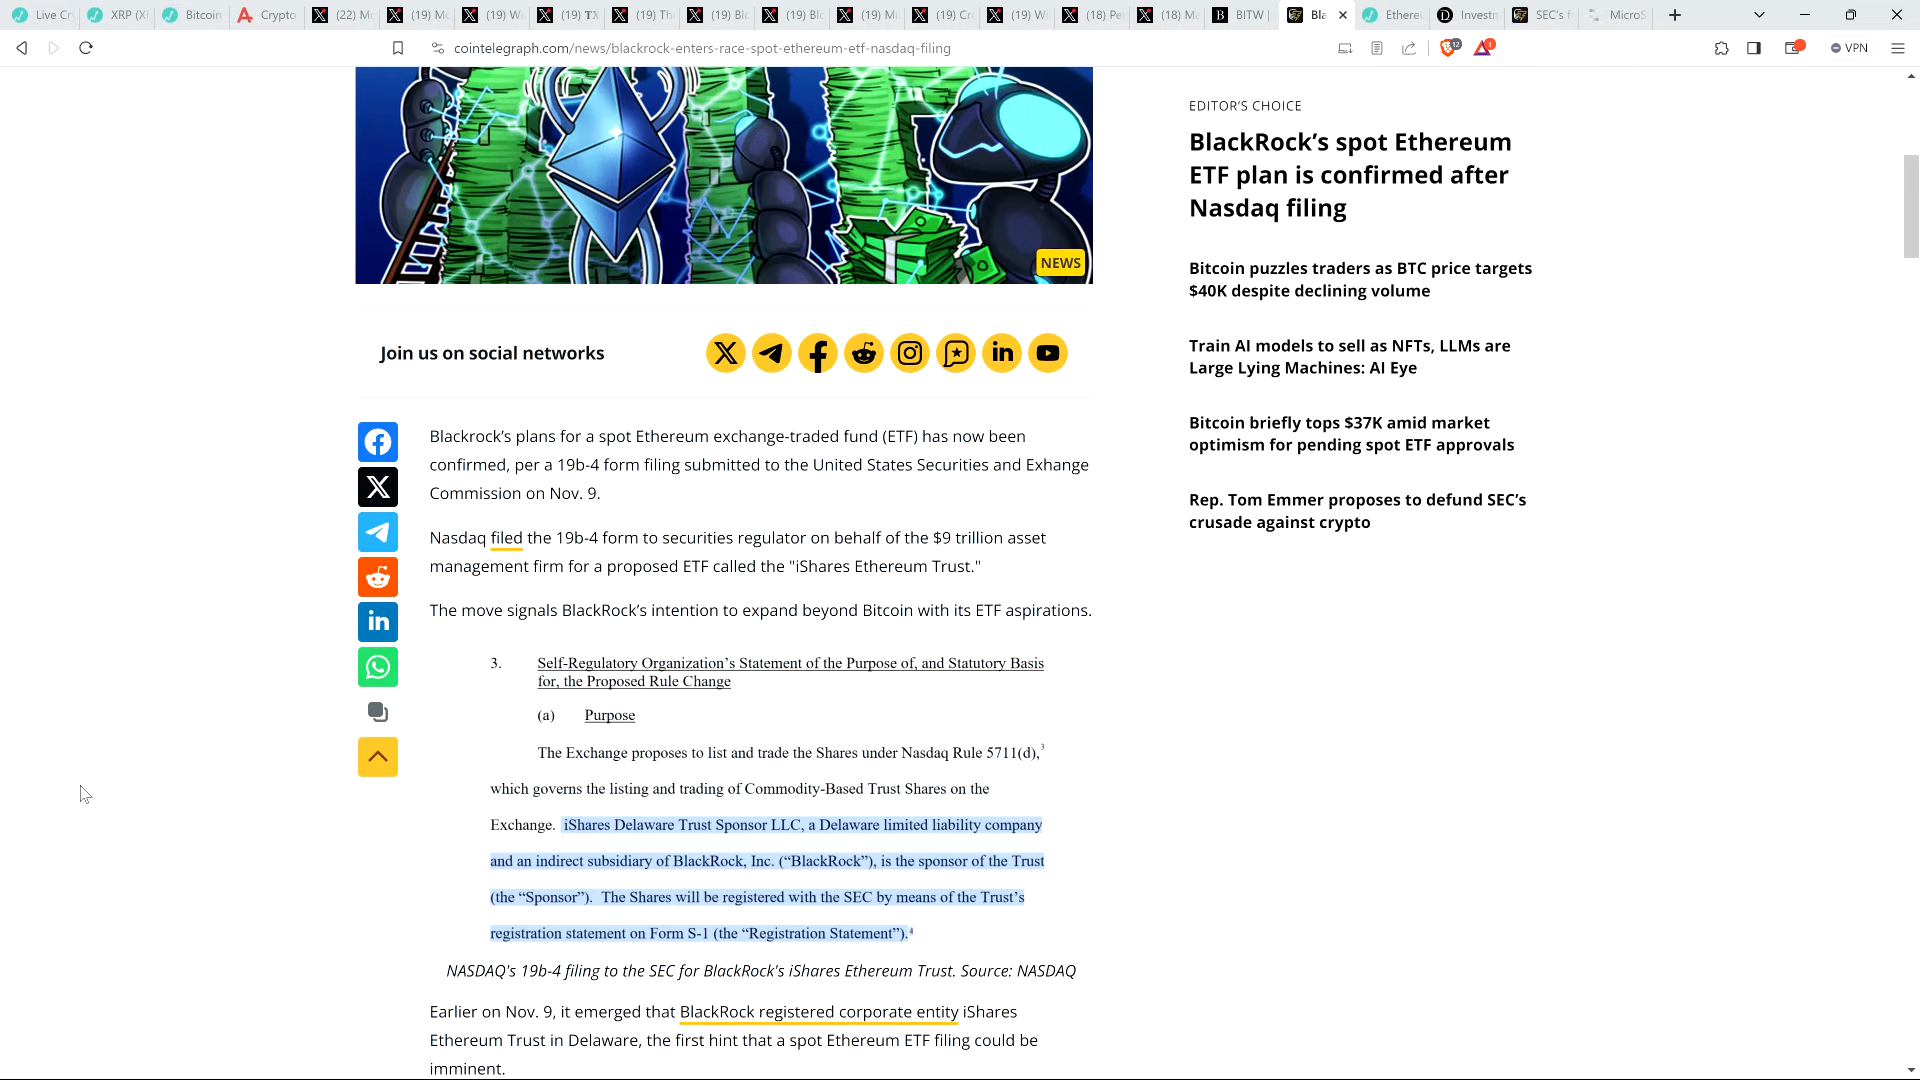 Live Cr
XRP (XF
Bitcoin
Crypto
(22) Mo
(19) Mo
(19) W
(19) TX
(19) Th
(19) Blo
(19) Blo
(19) Mi
(19) Cr
(19) Wi
(18) Pe
(18) Mo
BITW |
Bla
Ethere
Investm
SEC's f
MicroS
cointelegraph.com/news/blackrock-enters-race-spot-ethereum-etf-nasdaq-filing
12
1
VPN
NEWS
Join us on social networks
Blackrock's plans for a spot Ethereum exchange-traded fund (ETF) has now been
confirmed, per a 19b-4 form filing submitted to the United States Securities and Exhange
Commission on Nov. 9.
Nasdaq filed the 19b-4 form to securities regulator on behalf of the $9 trillion asset
management firm for a proposed ETF called the "iShares Ethereum Trust."
The move signals BlackRock's intention to expand beyond Bitcoin with its ETF aspirations.
3. Self-Regulatory Organization's Statement of the Purpose of, and Statutory Basis
for, the Proposed Rule Change
(a) Purpose
The Exchange proposes to list and trade the Shares under Nasdaq Rule 5711(d),3
which governs the listing and trading of Commodity-Based Trust Shares on the
Exchange. iShares Delaware Trust Sponsor LLC, a Delaware limited liability company
and an indirect subsidiary of BlackRock, Inc. (“BlackRock”), is the sponsor of the Trust
(the “Sponsor”). The Shares will be registered with the SEC by means of the Trust's
registration statement on Form S-1 (the “Registration Statement”).4
NASDAQ's 19b-4 filing to the SEC for BlackRock's iShares Ethereum Trust. Source: NASDAQ
Earlier on Nov. 9, it emerged that BlackRock registered corporate entity iShares
Ethereum Trust in Delaware, the first hint that a spot Ethereum ETF filing could be
imminent.
EDITOR'S CHOICE
BlackRock's spot Ethereum
ETF plan is confirmed after
Nasdaq filing
Bitcoin puzzles traders as BTC price targets
$40K despite declining volume
Train AI models to sell as NFTs, LLMs are
Large Lying Machines: AI Eye
Bitcoin briefly tops $37K amid market
optimism for pending spot ETF approvals
Rep. Tom Emmer proposes to defund SEC's
crusade against crypto